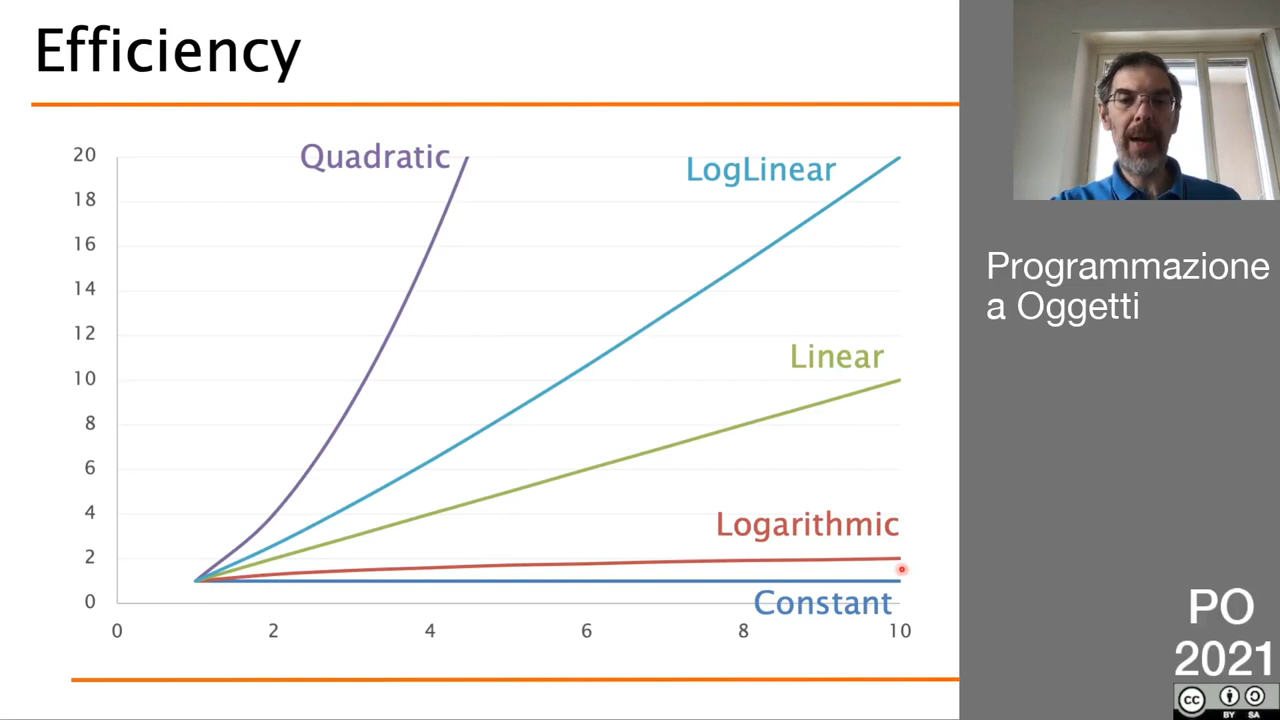 Efficiency
Quadratic
LogLinear
Linear
Logarithmic
Constant
20
18
16
14
12
10
8
6
4
2
0
0 2 4 6 8 10
Programmazione
a Oggetti
PO
2021
cc
BY SA